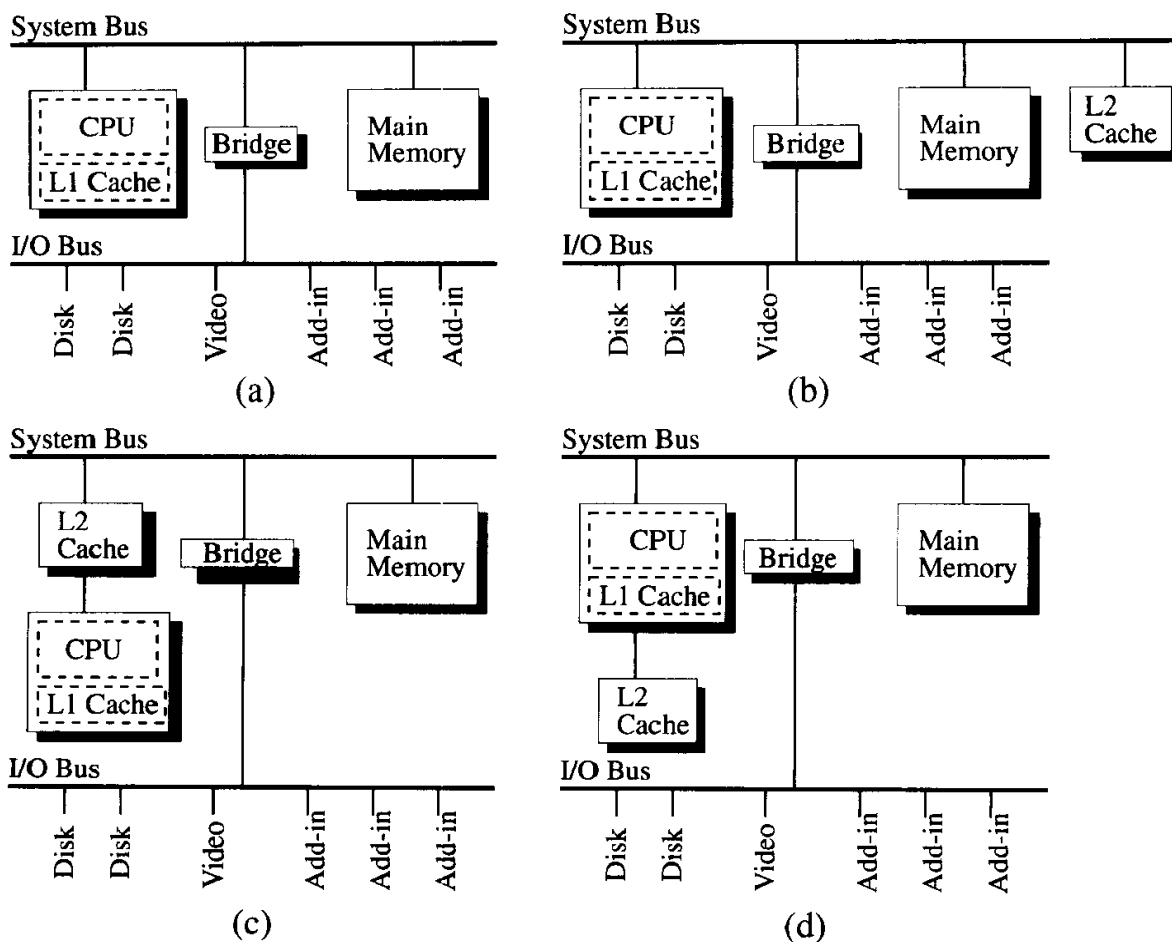 System Bus
CPU
L1 Cache
Bridge
Main
Memory
I/O Bus
Disk
Disk
Video
Add-in
Add-in
Add-in
(a)
System Bus
CPU
L1 Cache
Bridge
Main
Memory
L2
Cache
I/O Bus
Disk
Disk
Video
Add-in
Add-in
Add-in
(b)
System Bus
L2
Cache
CPU
L1 Cache
Bridge
Main
Memory
I/O Bus
Disk
Disk
Video
Add-in
Add-in
Add-in
(c)
System Bus
CPU
L1 Cache
L2
Cache
Bridge
Main
Memory
I/O Bus
Disk
Disk
Video
Add-in
Add-in
Add-in
(d)